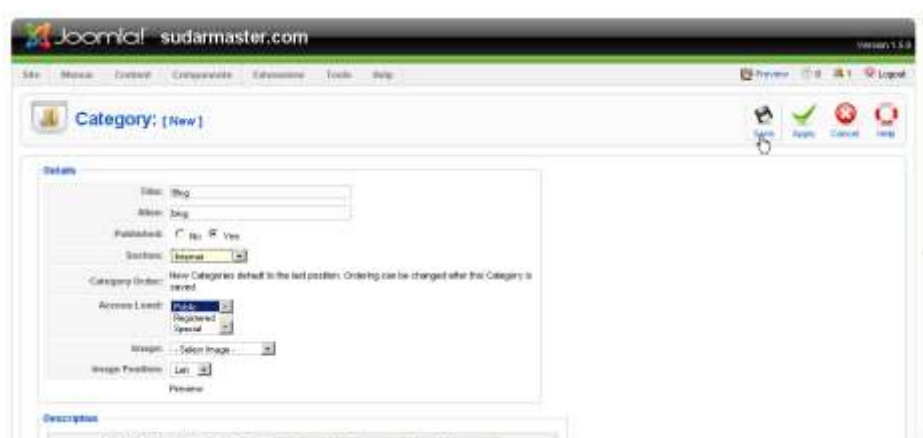 Joomla! sudarmaster.com
Version 1.5.9
Site Menus Content Components Extensions Tools Help
Preview 0 1 Logout
Category: [ New ]
Save Apply Cancel Help
Details
Title: Blog
Alias: blog
Published: No Yes
Section: Internal
Category Order: New Categories default to the last position. Ordering can be changed after this Category is
saved.
Access Level: Public
Registered
Special
Image: - Select Image -
Image Position: Left
Preview
Description